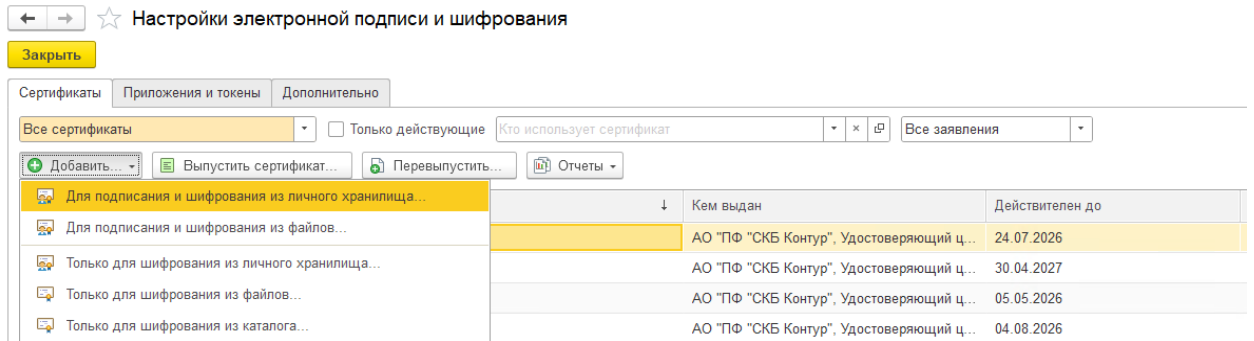 Настройки электронной подписи и шифрования
Закрыть
Сертификаты Приложения и токены Дополнительно
Все сертификаты Только действующие Кто использует сертификат Все заявления
Добавить... Выпустить сертификат... Перевыпустить... Отчеты
Для подписания и шифрования из личного хранилища...
Для подписания и шифрования из файлов...
Только для шифрования из личного хранилища...
Только для шифрования из файлов...
Только для шифрования из каталога...
↓ Кем выдан Действителен до
АО "ПФ "СКБ Контур", Удостоверяющий ц... 24.07.2026
АО "ПФ "СКБ Контур", Удостоверяющий ц... 30.04.2027
АО "ПФ "СКБ Контур", Удостоверяющий ц... 05.05.2026
АО "ПФ "СКБ Контур", Удостоверяющий ц... 04.08.2026